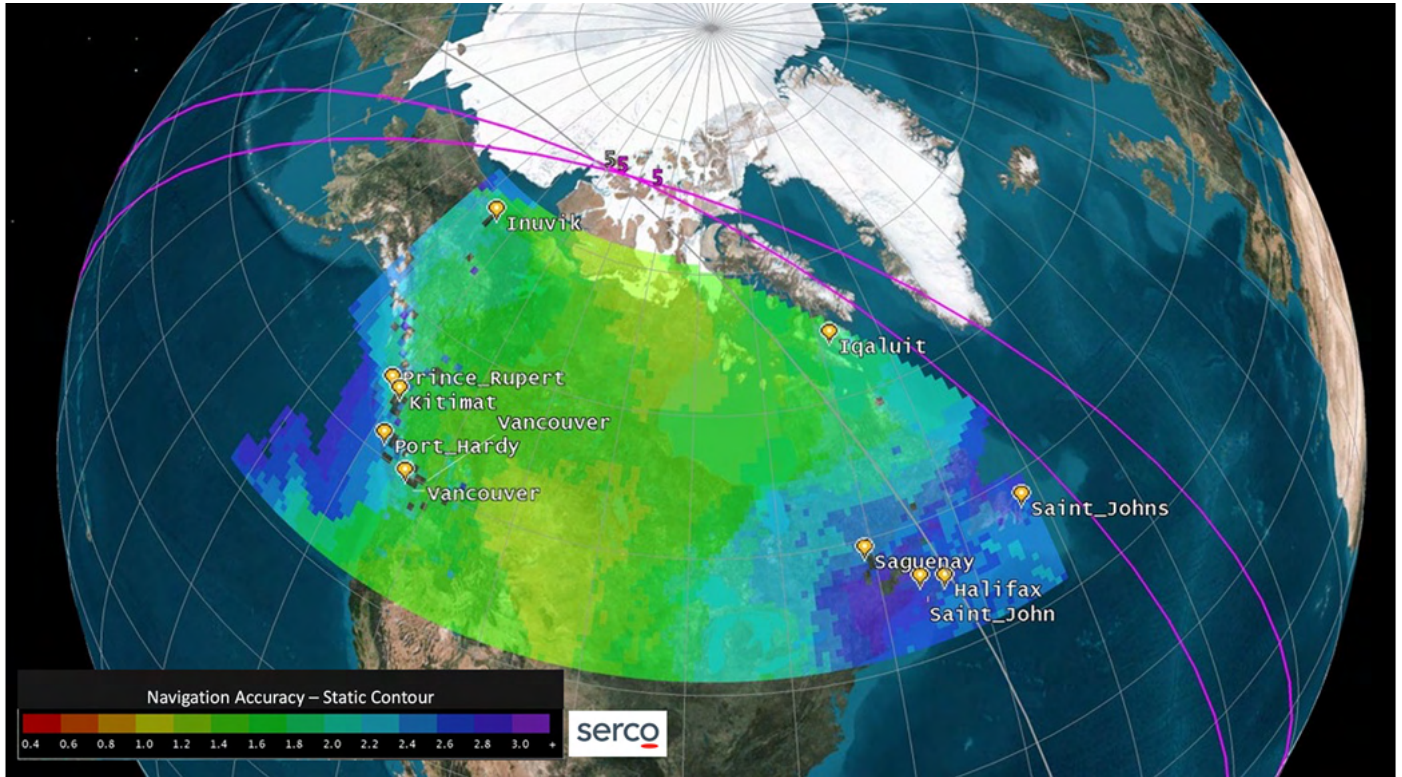 5
5
5
Inuvik
Iqaluit
Prince_Rupert
Kitimat
Vancouver
Port_Hardy
Vancouver
Saint_Johns
Saguenay
Halifax
Saint_John
Navigation Accuracy – Static Contour
0.4 0.6 0.8 1.0 1.2 1.4 1.6 1.8 2.0 2.2 2.4 2.6 2.8 3.0 +
serco